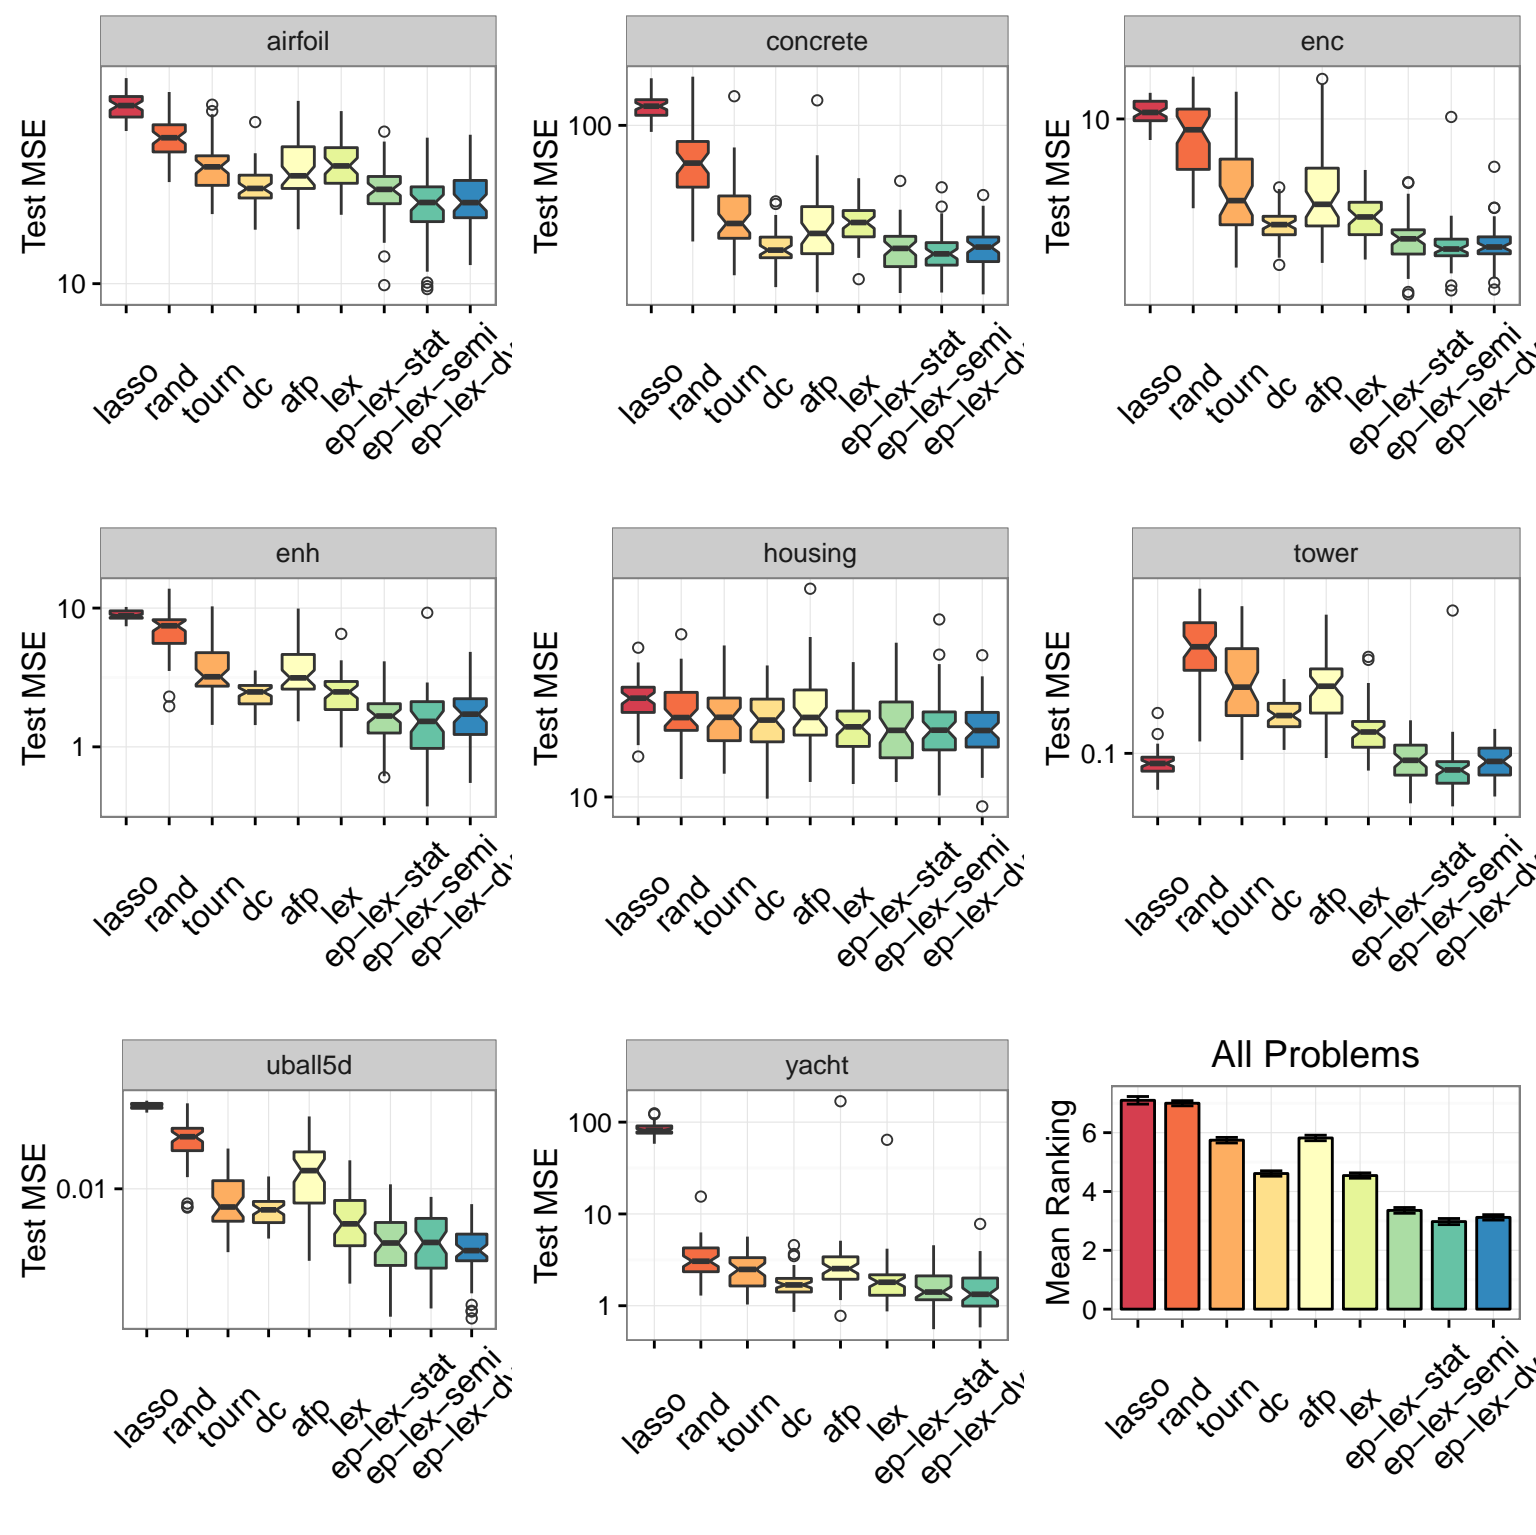 airfoil
Test MSE
10
lasso
rand
tourn
dc
afp
lex
ep−lex−stat
ep−lex−semi
concrete
Test MSE
100
lasso
rand
tourn
dc
afp
lex
ep−lex−stat
ep−lex−semi
enc
Test MSE
10
lasso
rand
tourn
dc
afp
lex
ep−lex−stat
ep−lex−semi
enh
Test MSE
10
1
lasso
rand
tourn
dc
afp
lex
ep−lex−stat
ep−lex−semi
housing
Test MSE
10
lasso
rand
tourn
dc
afp
lex
ep−lex−stat
ep−lex−semi
tower
Test MSE
0.1
lasso
rand
tourn
dc
afp
lex
ep−lex−stat
ep−lex−semi
uball5d
Test MSE
0.01
lasso
rand
tourn
dc
afp
lex
ep−lex−stat
ep−lex−semi
yacht
Test MSE
100
10
1
lasso
rand
tourn
dc
afp
lex
ep−lex−stat
All Problems
Mean Ranking
6
4
2
0
lasso
rand
tourn
dc
afp
lex
ep−lex−stat
ep−lex−semi